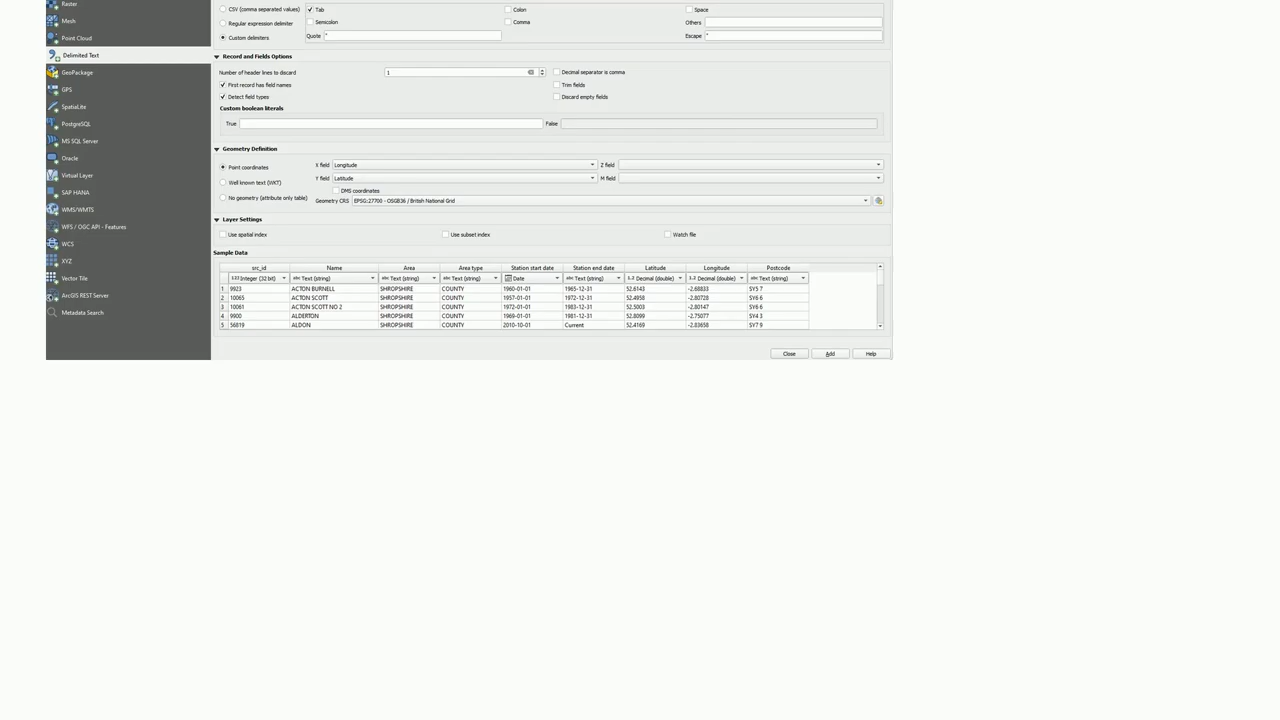 Raster
Mesh
Point Cloud
Delimited Text
GeoPackage
GPS
SpatiaLite
PostgreSQL
MS SQL Server
Oracle
Virtual Layer
SAP HANA
WMS/WMTS
WFS / OGC API - Features
WCS
XYZ
Vector Tile
ArcGIS REST Server
Metadata Search
CSV (comma separated values) Tab Colon Space
Regular expression delimiter Semicolon Comma Others
Custom delimiters Quote " Escape "
Record and Fields Options
Number of header lines to discard 1 Decimal separator is comma
First record has field names Trim fields
Detect field types Discard empty fields
Custom boolean literals
True False
Geometry Definition
Point coordinates X field Longitude Z field
Well known text (WKT) Y field Latitude M field
DMS coordinates
No geometry (attribute only table) Geometry CRS EPSG:27700 - OSGB36 / British National Grid
Layer Settings
Use spatial index Use subset index Watch file
Sample Data
src_id Name Area Area type Station start date Station end date Latitude Longitude Postcode
123 Integer (32 bit) abc Text (string) abc Text (string) abc Text (string) Date abc Text (string) 1.2 Decimal (double) 1.2 Decimal (double) abc Text (string)
1 9923 ACTON BURNELL SHROPSHIRE COUNTY 1960-01-01 1965-12-31 52.6143 -2.68833 SY5 7
2 10065 ACTON SCOTT SHROPSHIRE COUNTY 1957-01-01 1972-12-31 52.4958 -2.80728 SY6 6
3 10061 ACTON SCOTT NO 2 SHROPSHIRE COUNTY 1972-01-01 1983-12-31 52.5003 -2.80147 SY6 6
4 9900 ALDERTON SHROPSHIRE COUNTY 1969-01-01 1981-12-31 52.8099 -2.75077 SY4 3
5 56819 ALDON SHROPSHIRE COUNTY 2010-10-01 Current 52.4169 -2.83658 SY7 9
Close Add Help